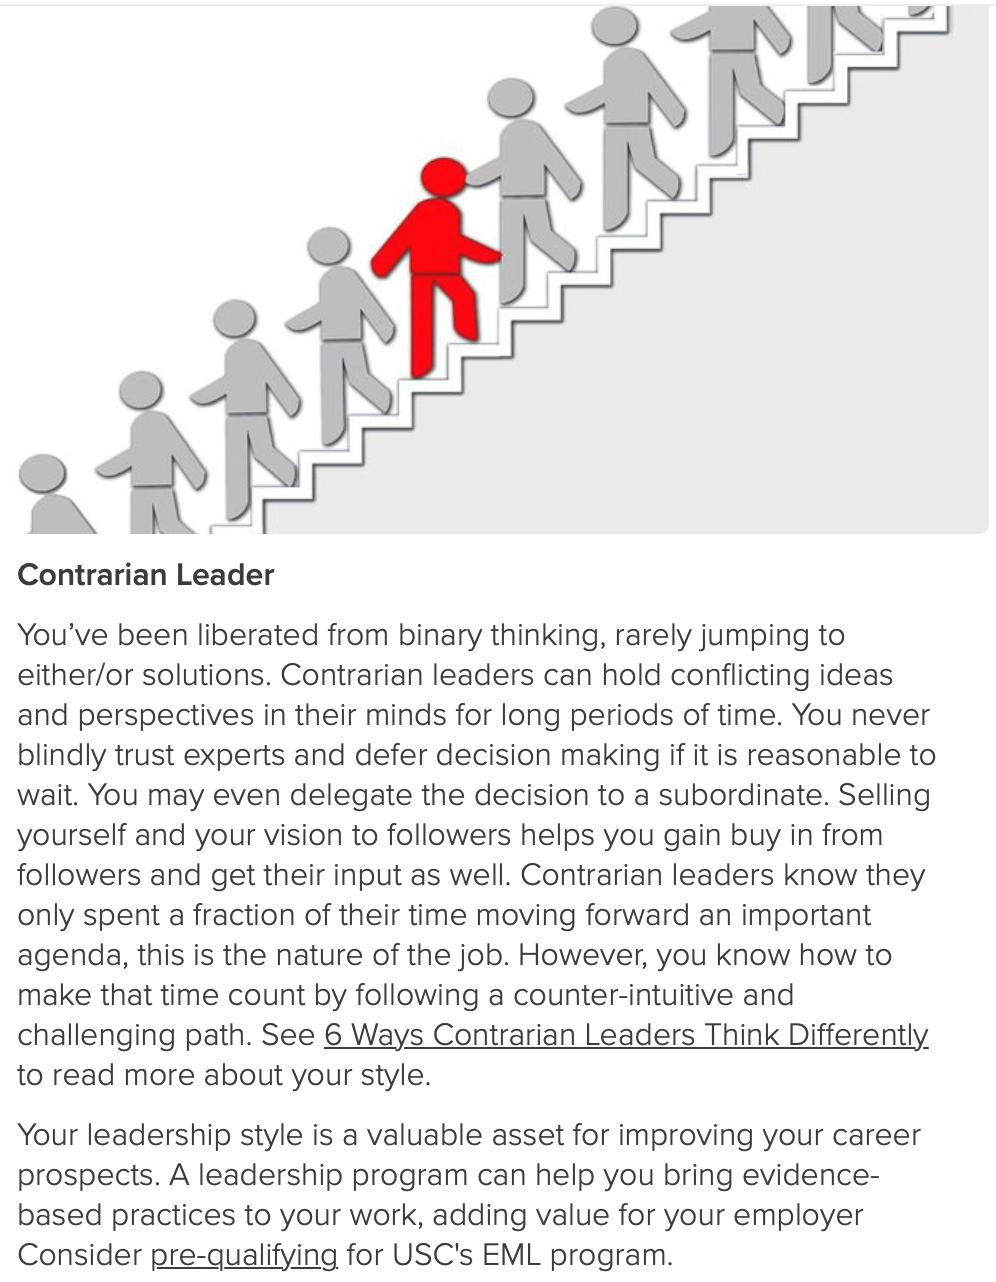 Contrarian Leader
You’ve been liberated from binary thinking, rarely jumping to
either/or solutions. Contrarian leaders can hold conflicting ideas
and perspectives in their minds for long periods of time. You never
blindly trust experts and defer decision making if it is reasonable to
wait. You may even delegate the decision to a subordinate. Selling
yourself and your vision to followers helps you gain buy in from
followers and get their input as well. Contrarian leaders know they
only spent a fraction of their time moving forward an important
agenda, this is the nature of the job. However, you know how to
make that time count by following a counter-intuitive and
challenging path. See 6 Ways Contrarian Leaders Think Differently
to read more about your style.
Your leadership style is a valuable asset for improving your career
prospects. A leadership program can help you bring evidence-
based practices to your work, adding value for your employer
Consider pre-qualifying for USC's EML program.